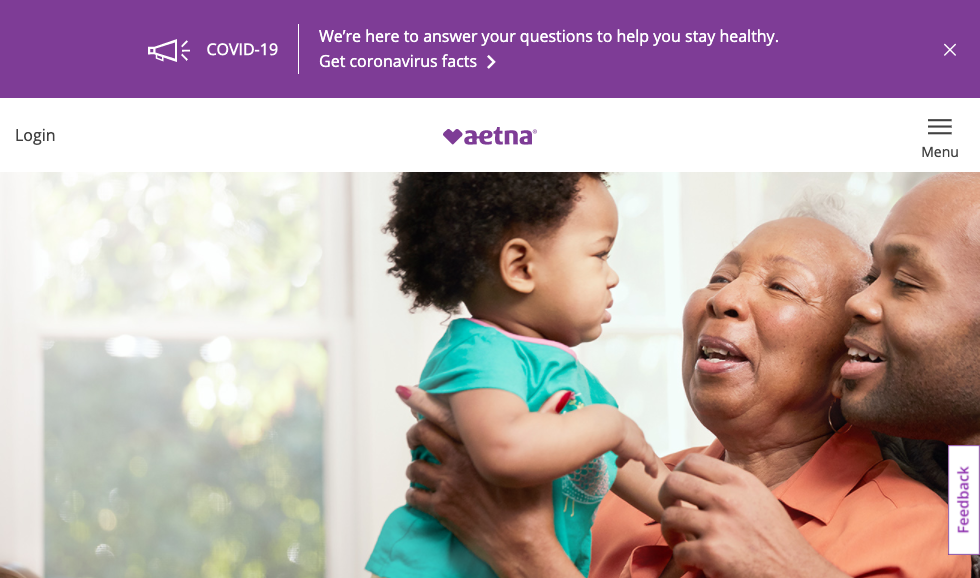 COVID-19
We’re here to answer your questions to help you stay healthy.
Get coronavirus facts
Login
aetna®
Menu
Feedback